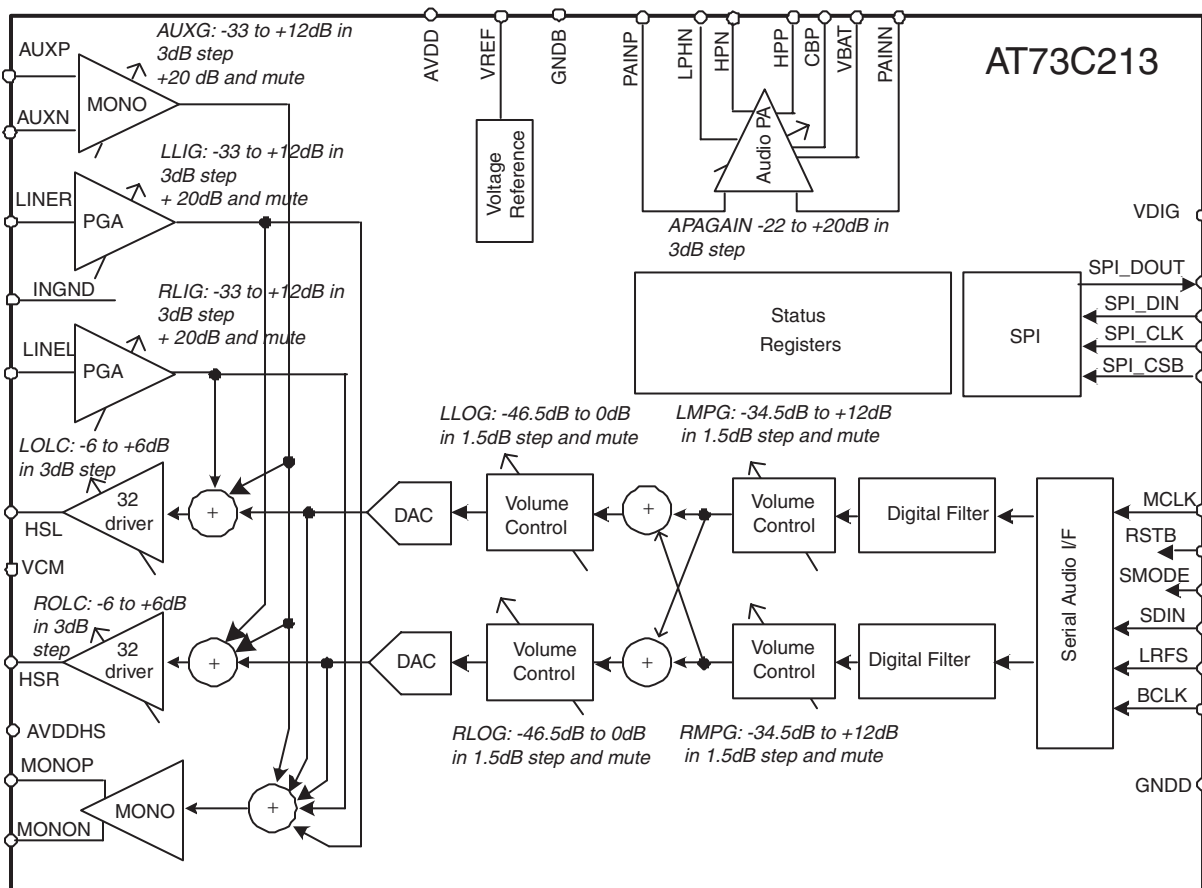 AUXP
AUXN
MONO
AUXG: -33 to +12dB in
3dB step
+20 dB and mute
AVDD
VREF
GNDB
PAINP
LPHN
HPN
HPP
CBP
VBAT
PAINN
AT73C213
Audio PA
Voltage
Reference
LINER
PGA
LLIG: -33 to +12dB in
3dB step
+ 20dB and mute
APAGAIN -22 to +20dB in
3dB step
VDIG
INGND
LINEL
PGA
RLIG: -33 to +12dB in
3dB step
+ 20dB and mute
Status
Registers
SPI
SPI_DOUT
SPI_DIN
SPI_CLK
SPI_CSB
LOLC: -6 to +6dB
in 3dB step
LLOG: -46.5dB to 0dB
in 1.5dB step and mute
LMPG: -34.5dB to +12dB
in 1.5dB step and mute
HSL
32
driver
+
DAC
Volume
Control
+
Volume
Control
Digital Filter
Serial Audio I/F
MCLK
RSTB
SMODE
SDIN
LRFS
BCLK
VCM
ROLC: -6 to +6dB
in 3dB
step
HSR
32
driver
+
DAC
Volume
Control
+
Volume
Control
Digital Filter
RLOG: -46.5dB to 0dB
in 1.5dB step and mute
RMPG: -34.5dB to +12dB
in 1.5dB step and mute
AVDDHS
MONOP
MONON
MONO
+
GNDD